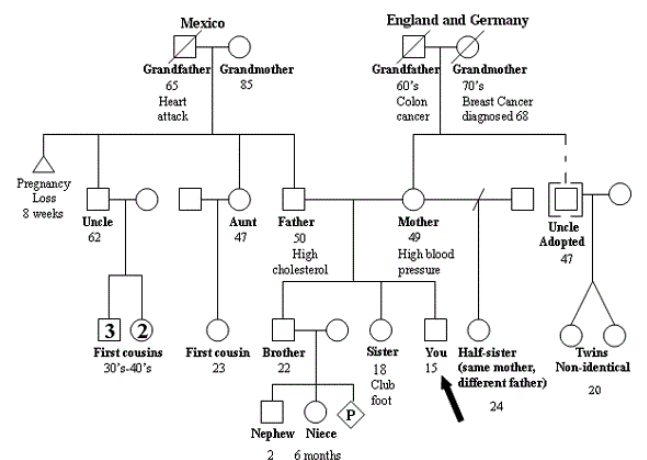 Mexico
England and Germany
Grandfather
65
Heart
attack
Grandmother
85
Grandfather
60's
Colon
cancer
Grandmother
70's
Breast Cancer
diagnosed 68
Pregnancy
Loss
8 weeks
Uncle
62
Aunt
47
Father
50
High
cholesterol
Mother
49
High blood
pressure
Uncle
Adopted
47
3
2
First cousins
30's-40's
First cousin
23
Brother
22
Sister
18
Club
foot
You
15
Half-sister
(same mother,
different father)
24
Twins
Non-identical
20
P
Nephew
2
Niece
6 months